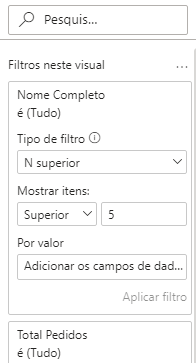 Pesquis...
Filtros neste visual ...
Nome Completo
é (Tudo)
Tipo de filtro
N superior
Mostrar itens:
Superior 5
Por valor
Adicionar os campos de dad...
Aplicar filtro
Total Pedidos
é (Tudo)